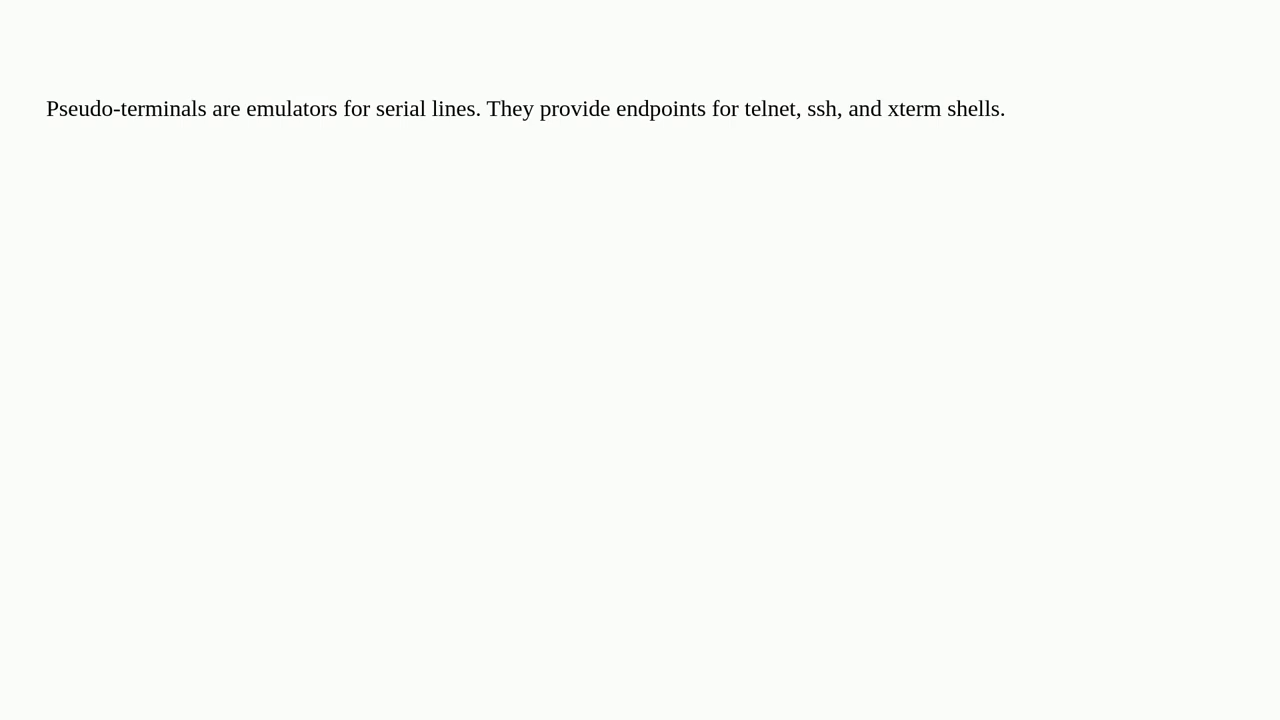 Pseudo-terminals are emulators for serial lines. They provide endpoints for telnet, ssh, and xterm shells.